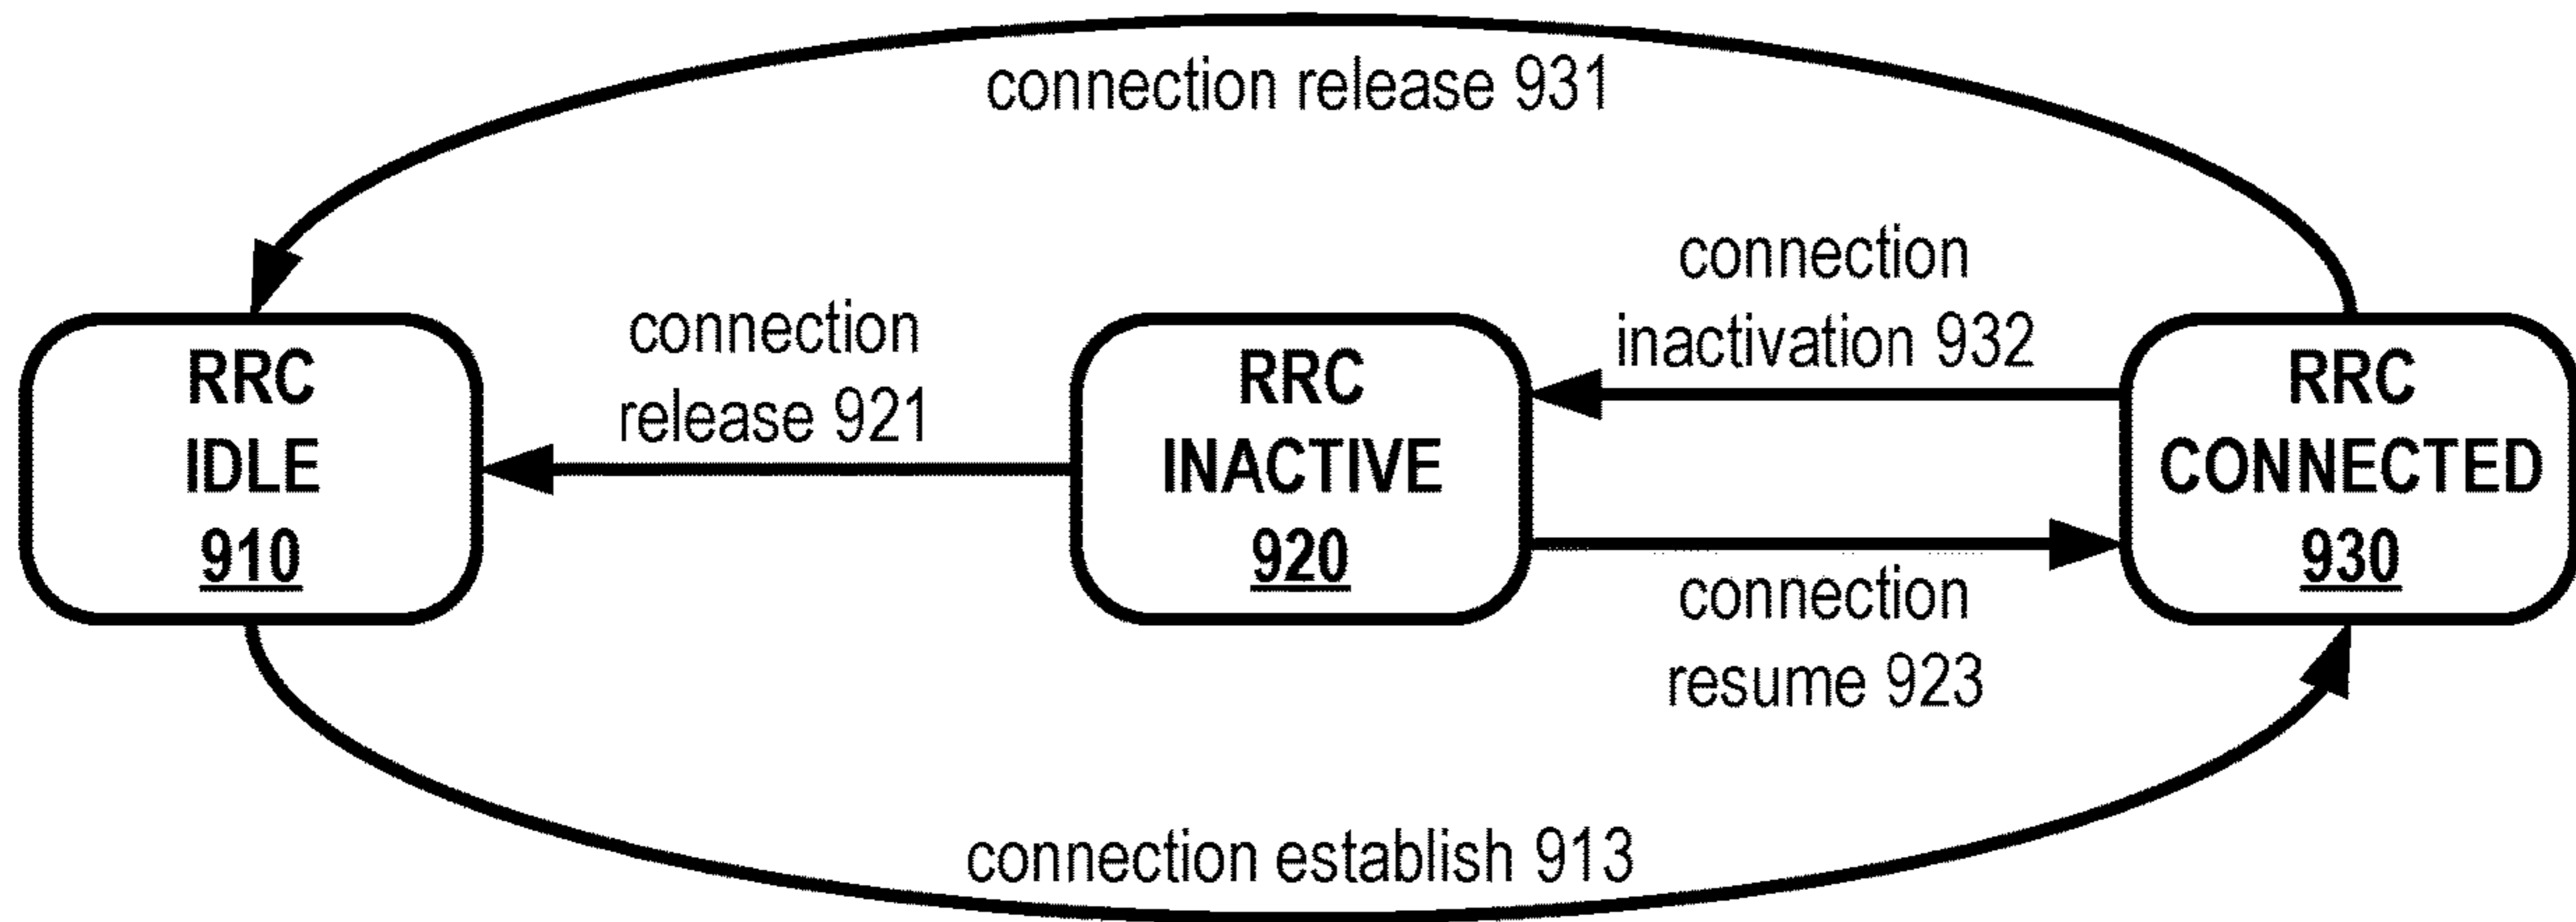 connection release 931
connection
release 921
connection
inactivation 932
RRC
IDLE
910
RRC
INACTIVE
920
RRC
CONNECTED
930
connection
resume 923
connection establish 913